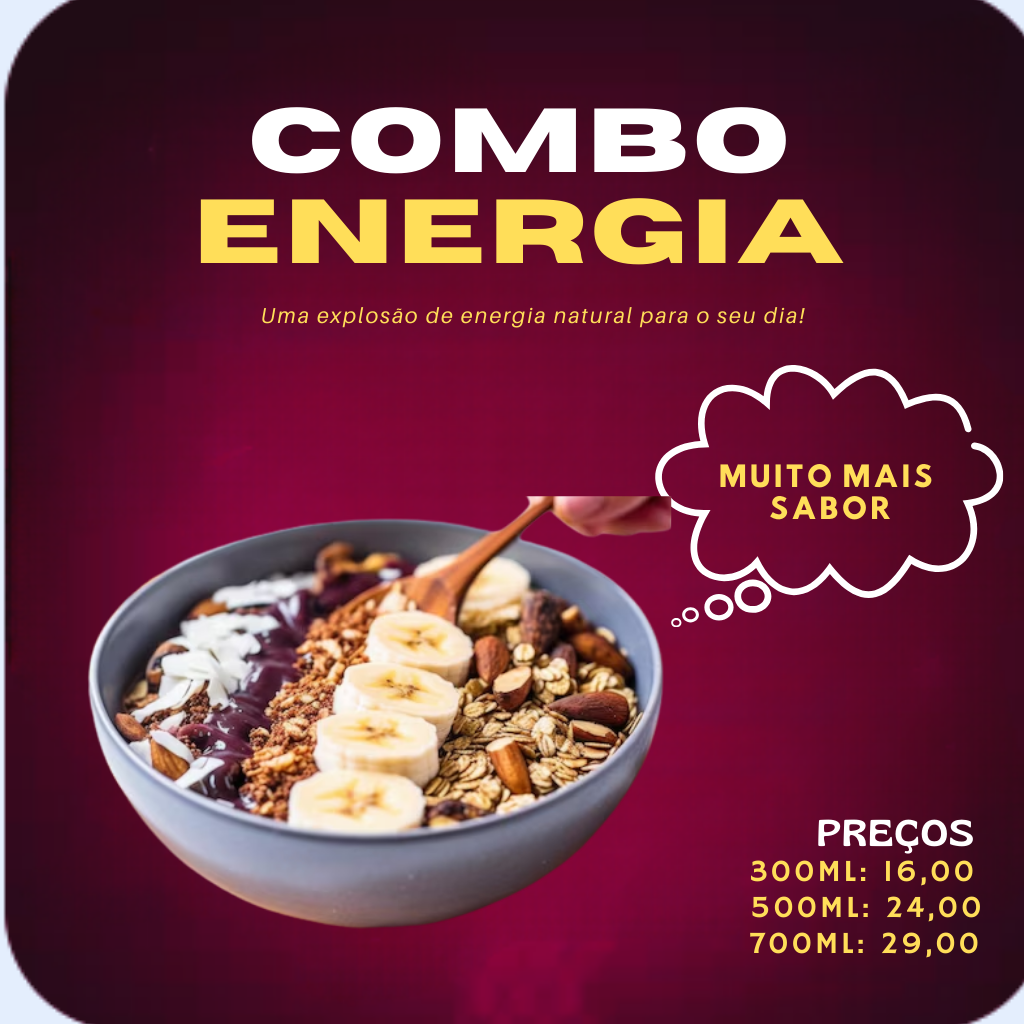 COMBO
ENERGIA
Uma explosão de energia natural para o seu dia!
MUITO MAIS
SABOR
PREÇOS
300ML: 16,00
500ML: 24,00
700ML: 29,00